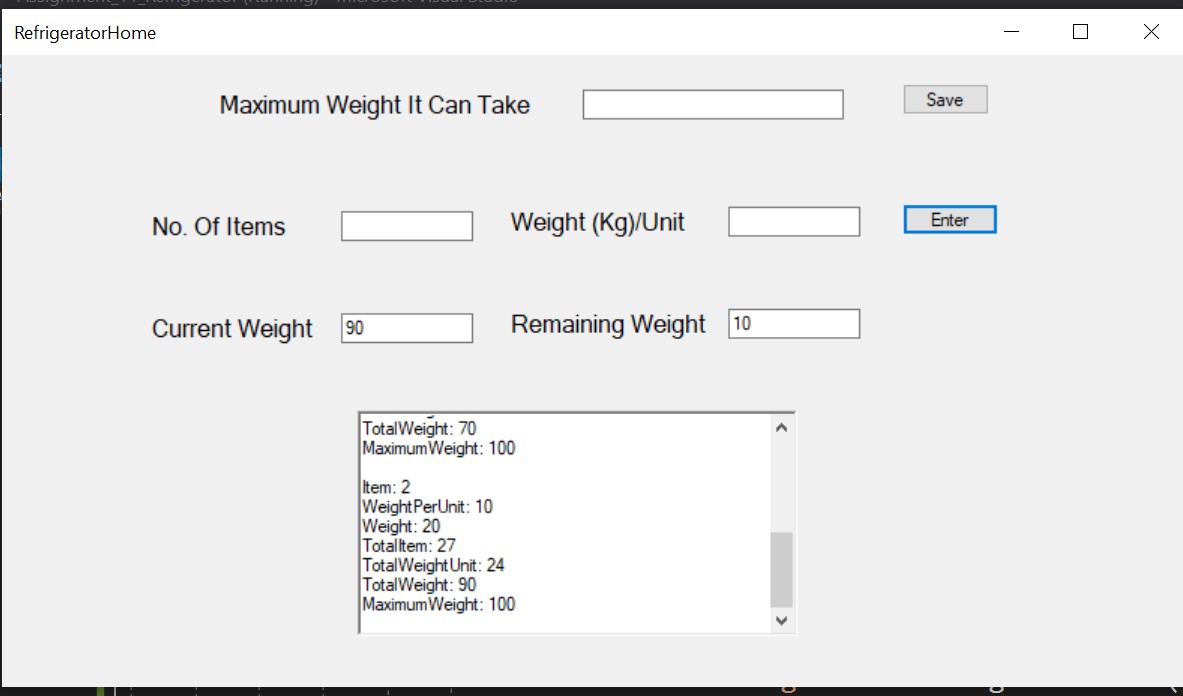 RefrigeratorHome
Maximum Weight It Can Take
Save
No. Of Items
Weight (Kg)/Unit
Enter
Current Weight
90
Remaining Weight
10
TotalWeight: 70
MaximumWeight: 100
Item: 2
WeightPerUnit: 10
Weight: 20
TotalItem: 27
TotalWeightUnit: 24
TotalWeight: 90
MaximumWeight: 100